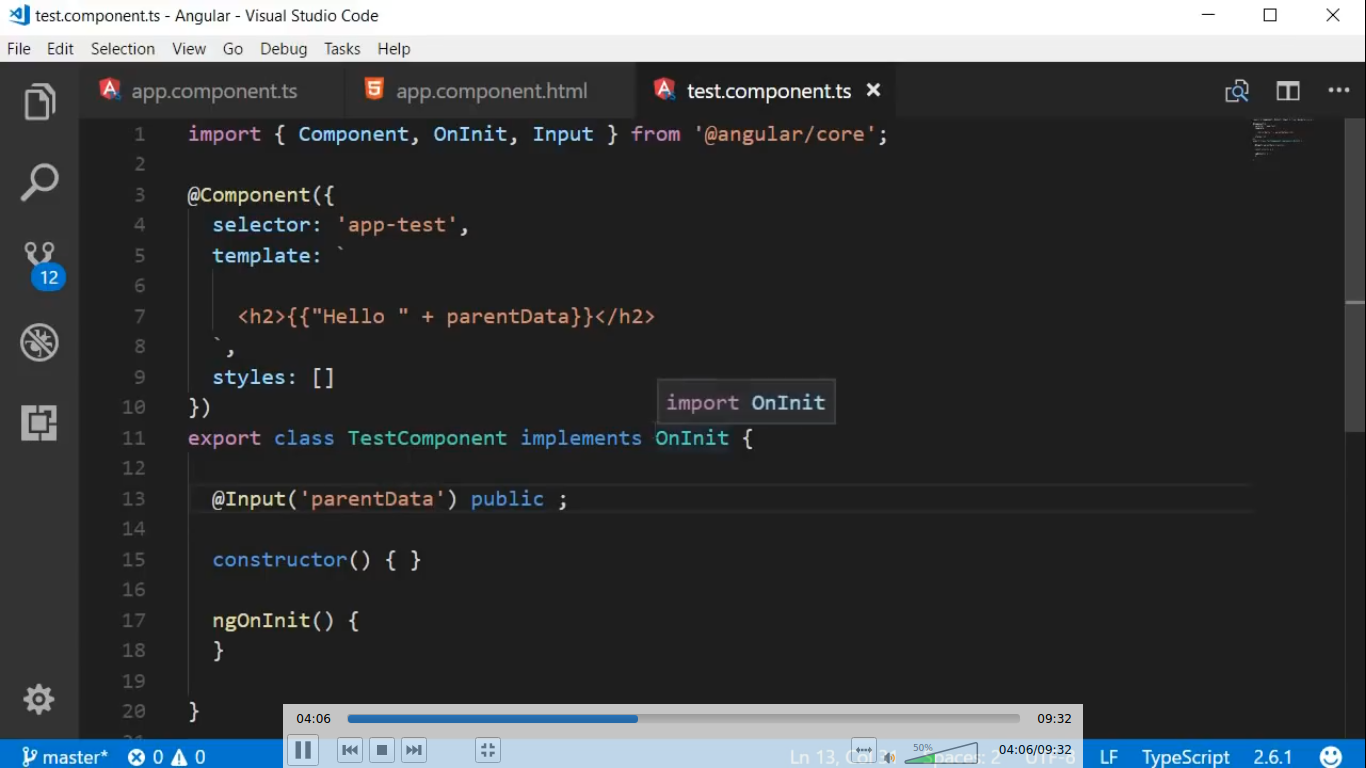 test.component.ts - Angular - Visual Studio Code
File Edit Selection View Go Debug Tasks Help
app.component.ts app.component.html test.component.ts
1 import { Component, OnInit, Input } from '@angular/core';
2
3 @Component({
4 selector: 'app-test',
5 template: `
6
7 <h2>{{"Hello " + parentData}}</h2>
8 `,
9 styles: []
import OnInit
10 })
11 export class TestComponent implements OnInit {
12
13 @Input('parentData') public ;
14
15 constructor() { }
16
17 ngOnInit() {
18 }
19
20 }
12
04:06 09:32
50% 04:06/09:32
master* 0 0 Ln 13, Col 31 Spaces: 2 UTF-8 LF TypeScript 2.6.1